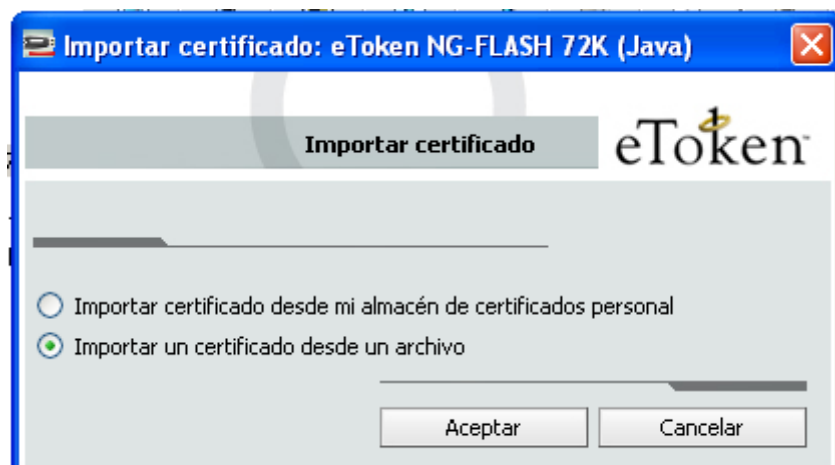 Importar certificado: eToken NG-FLASH 72K (Java)
Importar certificado
eToken
Importar certificado desde mi almacén de certificados personal
Importar un certificado desde un archivo
Aceptar
Cancelar